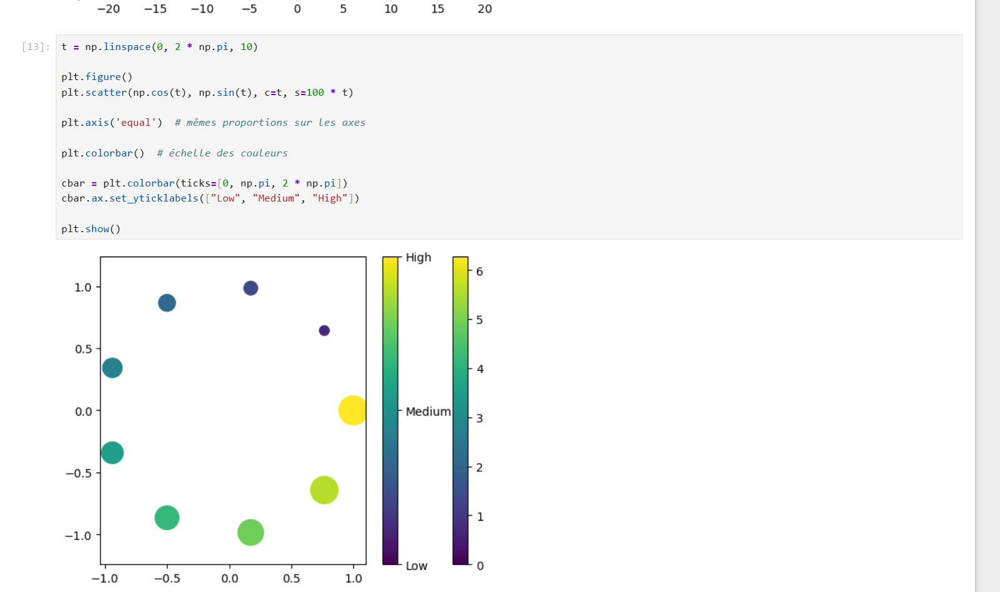 −20 −15 −10 −5 0 5 10 15 20
[13]: t = np.linspace(0, 2 * np.pi, 10)
plt.figure()
plt.scatter(np.cos(t), np.sin(t), c=t, s=100 * t)
plt.axis('equal')  # mêmes proportions sur les axes
plt.colorbar()  # échelle des couleurs
cbar = plt.colorbar(ticks=[0, np.pi, 2 * np.pi])
cbar.ax.set_yticklabels(["Low", "Medium", "High"])
plt.show()
High
6
1.0
5
0.5
4
0.0
Medium
3
−0.5
2
1
−1.0
Low
0
−1.0 −0.5 0.0 0.5 1.0